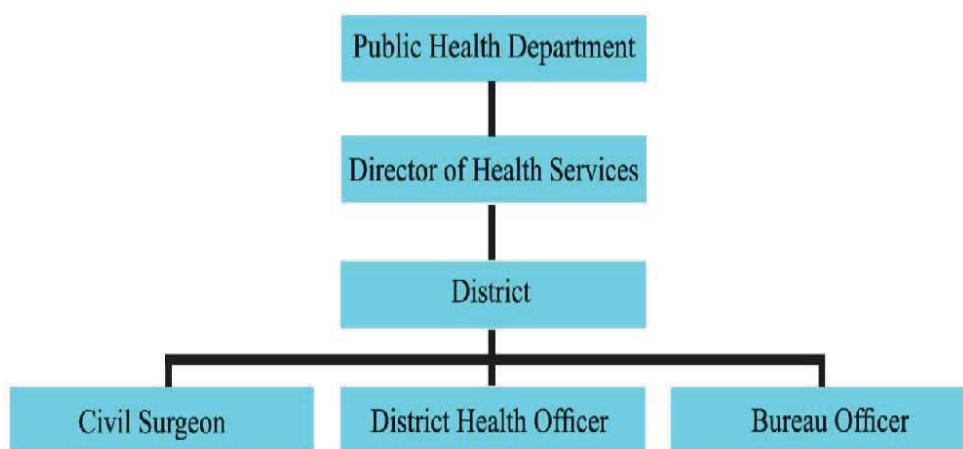 Public Health Department
Director of Health Services
District
Civil Surgeon
District Health Officer
Bureau Officer